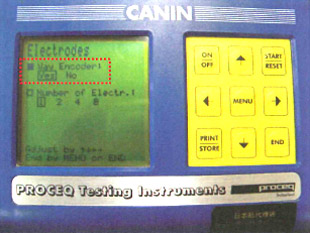 CANIN
Electrodes
Way Encoder:
Yes No
Number of Electr.:
1 2 4 8
Adjust by
End by MENU or END
ON
OFF
START
RESET
MENU
PRINT
STORE
END
PROCEQ Testing Instruments
proceq